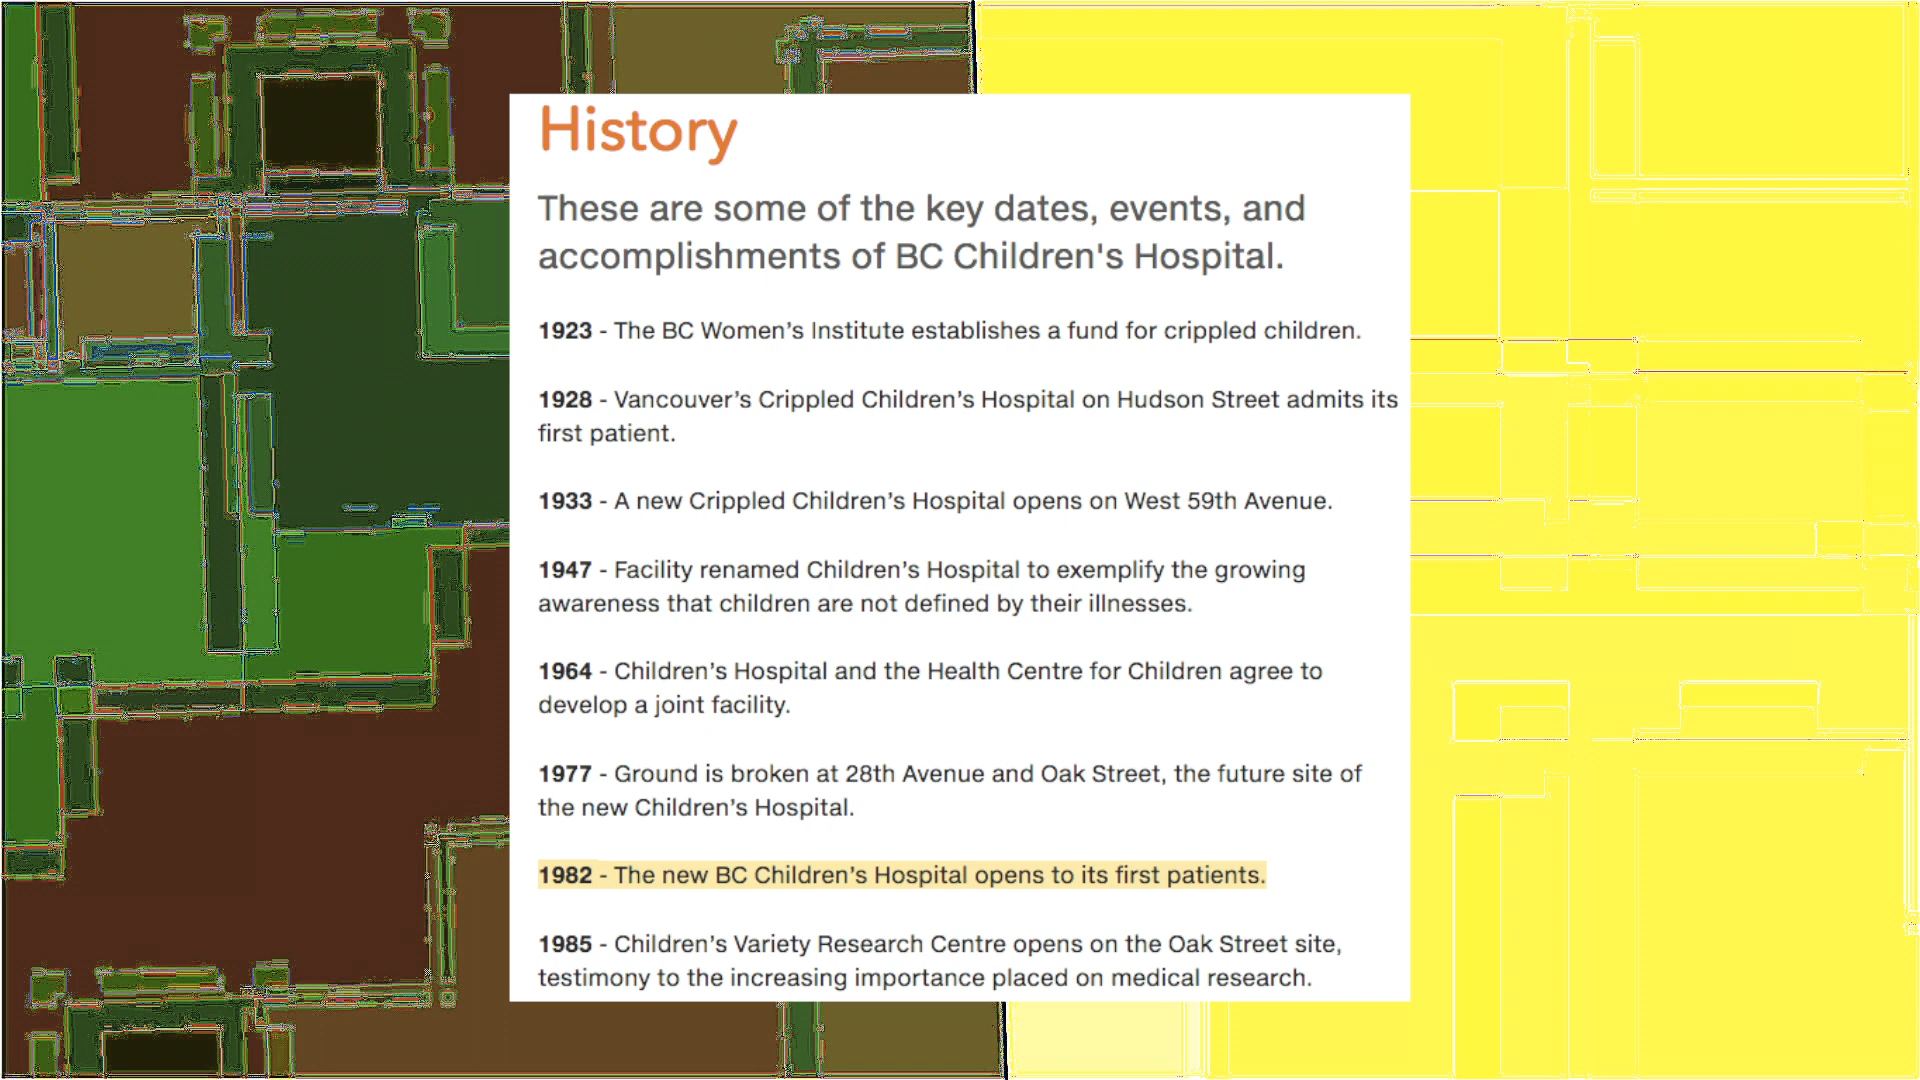 History
These are some of the key dates, events, and
accomplishments of BC Children's Hospital.
1923 - The BC Women’s Institute establishes a fund for crippled children.
1928 - Vancouver’s Crippled Children’s Hospital on Hudson Street admits its
first patient.
1933 - A new Crippled Children’s Hospital opens on West 59th Avenue.
1947 - Facility renamed Children’s Hospital to exemplify the growing
awareness that children are not defined by their illnesses.
1964 - Children’s Hospital and the Health Centre for Children agree to
develop a joint facility.
1977 - Ground is broken at 28th Avenue and Oak Street, the future site of
the new Children’s Hospital.
1982 - The new BC Children’s Hospital opens to its first patients.
1985 - Children’s Variety Research Centre opens on the Oak Street site,
testimony to the increasing importance placed on medical research.